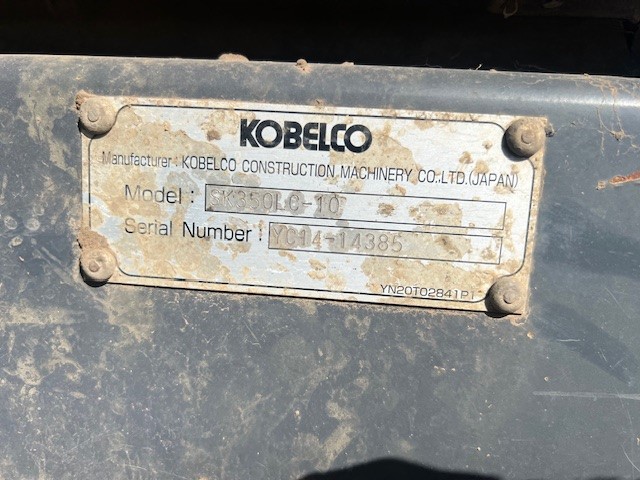 KOBELCO
Manufacturer : KOBELCO CONSTRUCTION MACHINERY CO.,LTD.(JAPAN)
Model : SK350LC-10
Serial Number : YC14-14385
YN20T02841P1